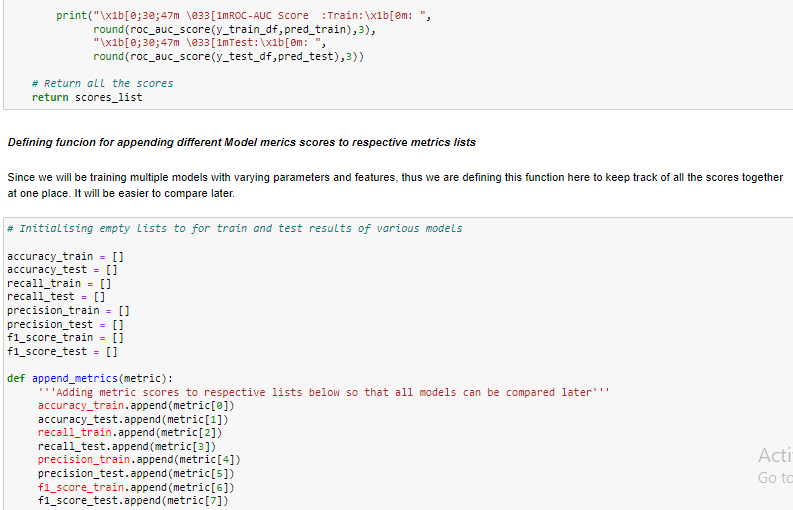 print("\x1b[0;30;47m \033[1mROC-AUC Score  :Train:\x1b[0m: ",
round(roc_auc_score(y_train_df,pred_train),3),
"\x1b[0;30;47m \033[1mTest:\x1b[0m: ",
round(roc_auc_score(y_test_df,pred_test),3))
# Return all the scores
return scores_list
Defining funcion for appending different Model merics scores to respective metrics lists
Since we will be training multiple models with varying parameters and features, thus we are defining this function here to keep track of all the scores together
at one place. It will be easier to compare later.
# Initialising empty lists to for train and test results of various models
accuracy_train = []
accuracy_test = []
recall_train = []
recall_test = []
precision_train = []
precision_test = []
f1_score_train = []
f1_score_test = []
def append_metrics(metric):
'''Adding metric scores to respective lists below so that all models can be compared later'''
accuracy_train.append(metric[0])
accuracy_test.append(metric[1])
recall_train.append(metric[2])
recall_test.append(metric[3])
precision_train.append(metric[4])
precision_test.append(metric[5])
f1_score_train.append(metric[6])
f1_score_test.append(metric[7])
Acti
Go to